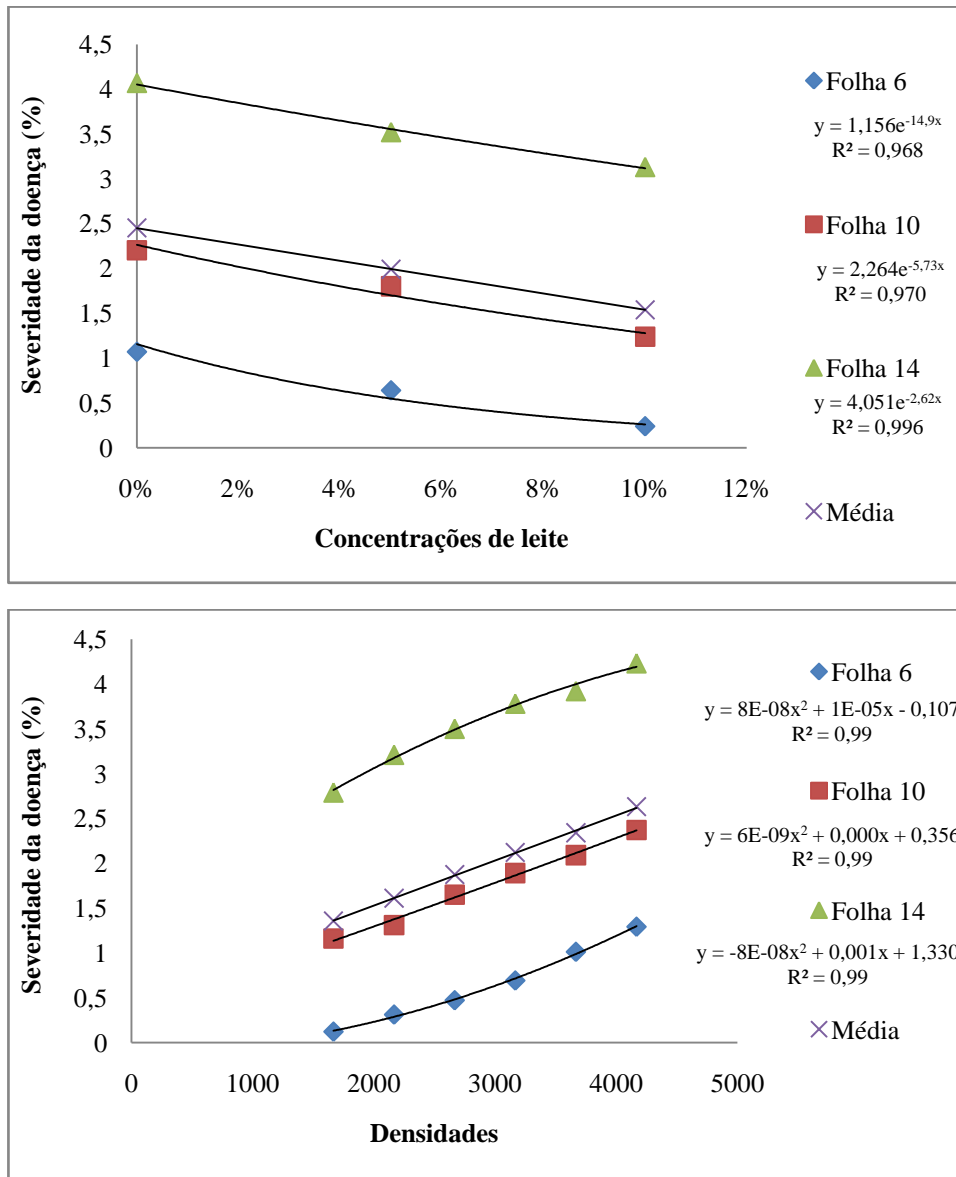 Severidade da doença (%)
4,5
4
3,5
3
2,5
2
1,5
1
0,5
0
0% 2% 4% 6% 8% 10% 12%
Concentrações de leite
Folha 6
y = 1,156e^-14,9x
R² = 0,968
Folha 10
y = 2,264e^-5,73x
R² = 0,970
Folha 14
y = 4,051e^-2,62x
R² = 0,996
Média
Severidade da doença (%)
4,5
4
3,5
3
2,5
2
1,5
1
0,5
0
0 1000 2000 3000 4000 5000
Densidades
Folha 6
y = 8E-08x² + 1E-05x - 0,107
R² = 0,99
Folha 10
y = 6E-09x² + 0,000x + 0,356
R² = 0,99
Folha 14
y = -8E-08x² + 0,001x + 1,330
R² = 0,99
Média